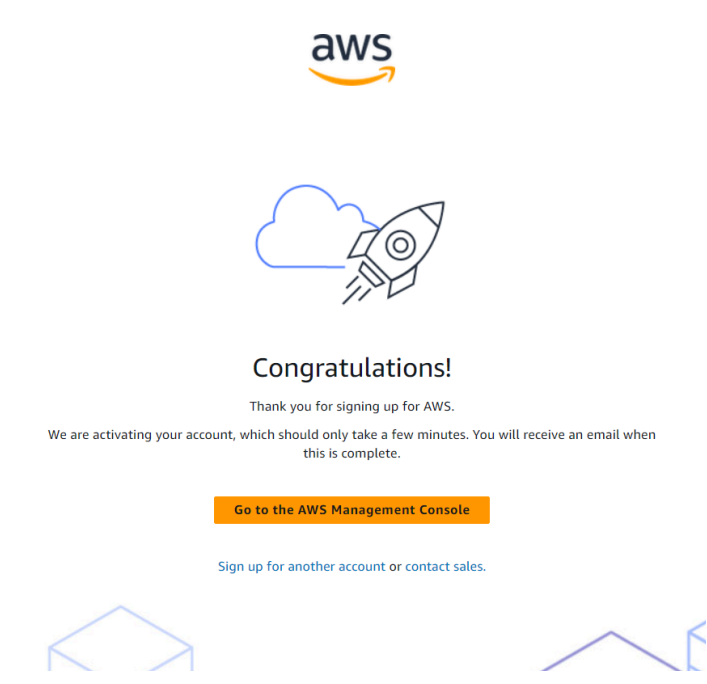 aws
Congratulations!
Thank you for signing up for AWS.
We are activating your account, which should only take a few minutes. You will receive an email when
this is complete.
Go to the AWS Management Console
Sign up for another account or contact sales.